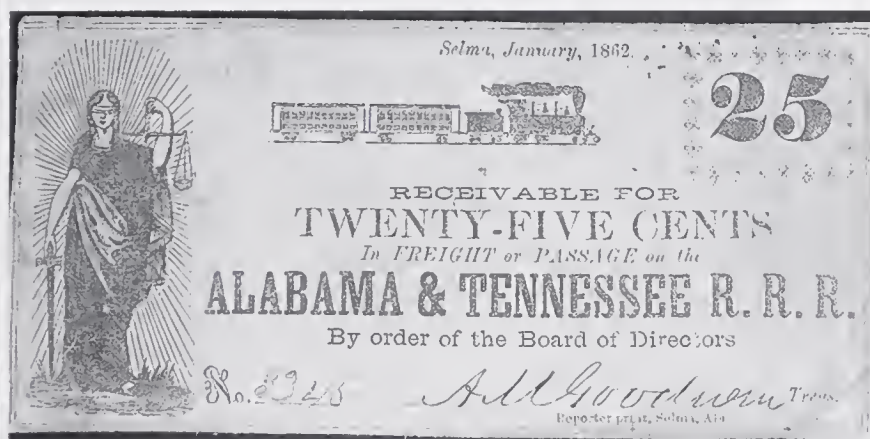 Selma, January, 1862.
25
RECEIVABLE FOR
TWENTY-FIVE CENTS
In FREIGHT or PASSAGE on the
ALABAMA & TENNESSEE R. R. R.
By order of the Board of Directors
No.
A M Goodwin Treas.
Reporter print, Selma, Ala